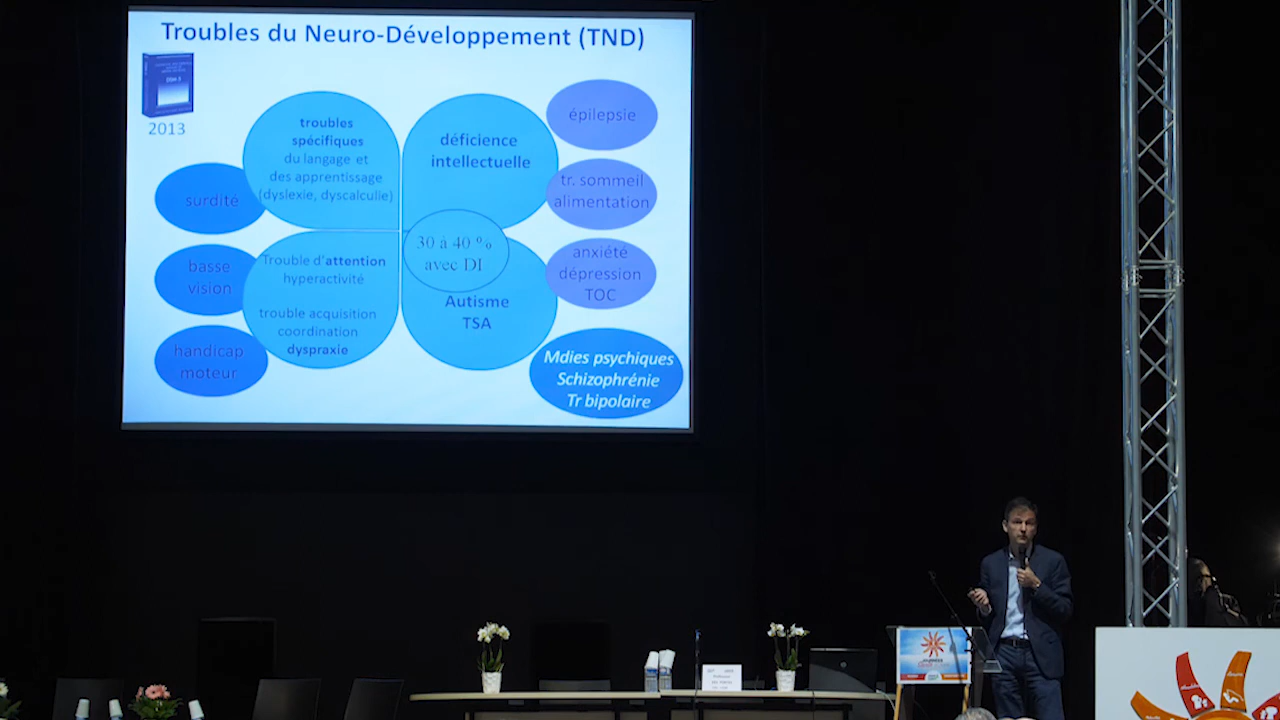 Troubles du Neuro-Développement (TND)
2013
troubles
spécifiques
du langage et
des apprentissage
(dyslexie, dyscalculie)
déficience
intellectuelle
épilepsie
tr. sommeil
alimentation
surdité
30 à 40 %
avec DI
basse
vision
Trouble d'attention
hyperactivité
trouble acquisition
coordination
dyspraxie
Autisme
TSA
anxiété
dépression
TOC
handicap
moteur
Mdies psychiques
Schizophrénie
Tr bipolaire